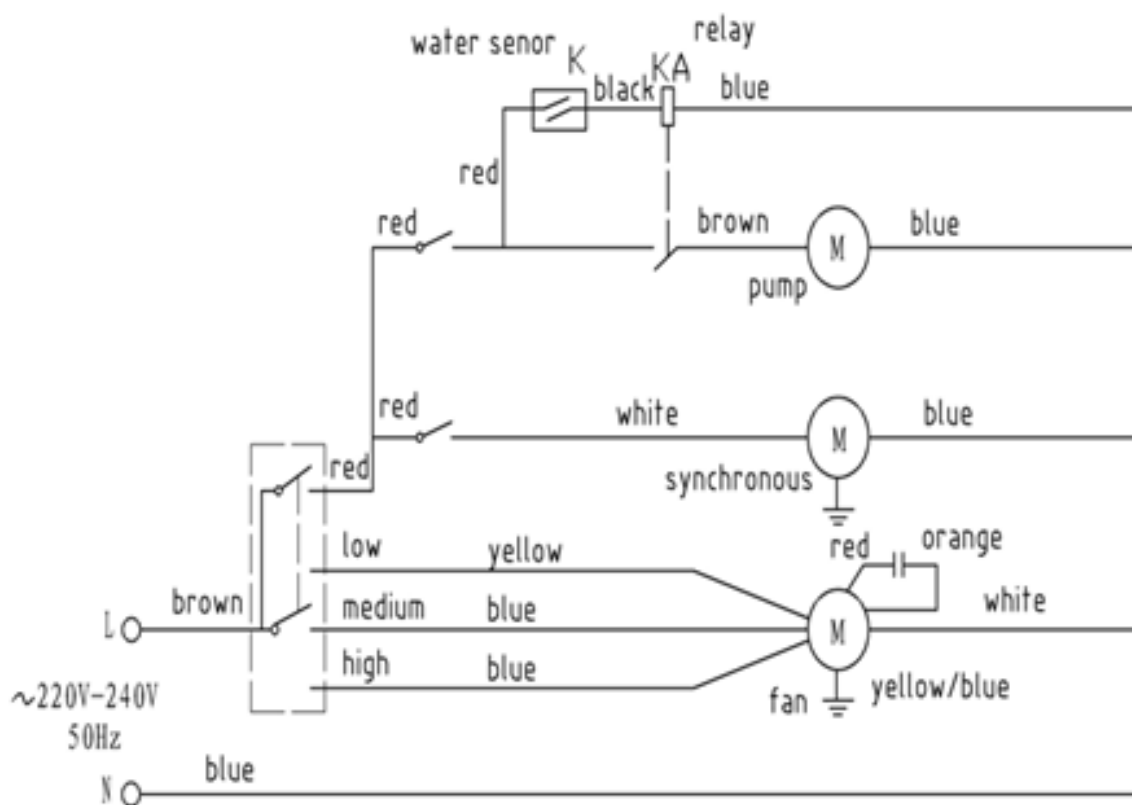 relay
water senor
K
KA
black
blue
red
red
brown
M
blue
pump
red
white
M
blue
synchronous
red
low
yellow
red
orange
brown
medium
blue
M
white
L
high
blue
fan
yellow/blue
~220V-240V
50Hz
blue
N